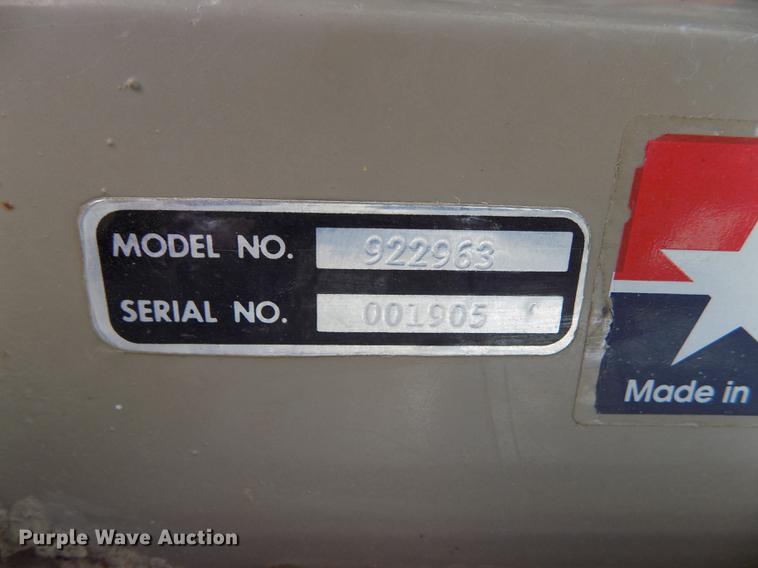 MODEL NO. 922963
SERIAL NO. 001905
Made in
Purple Wave Auction